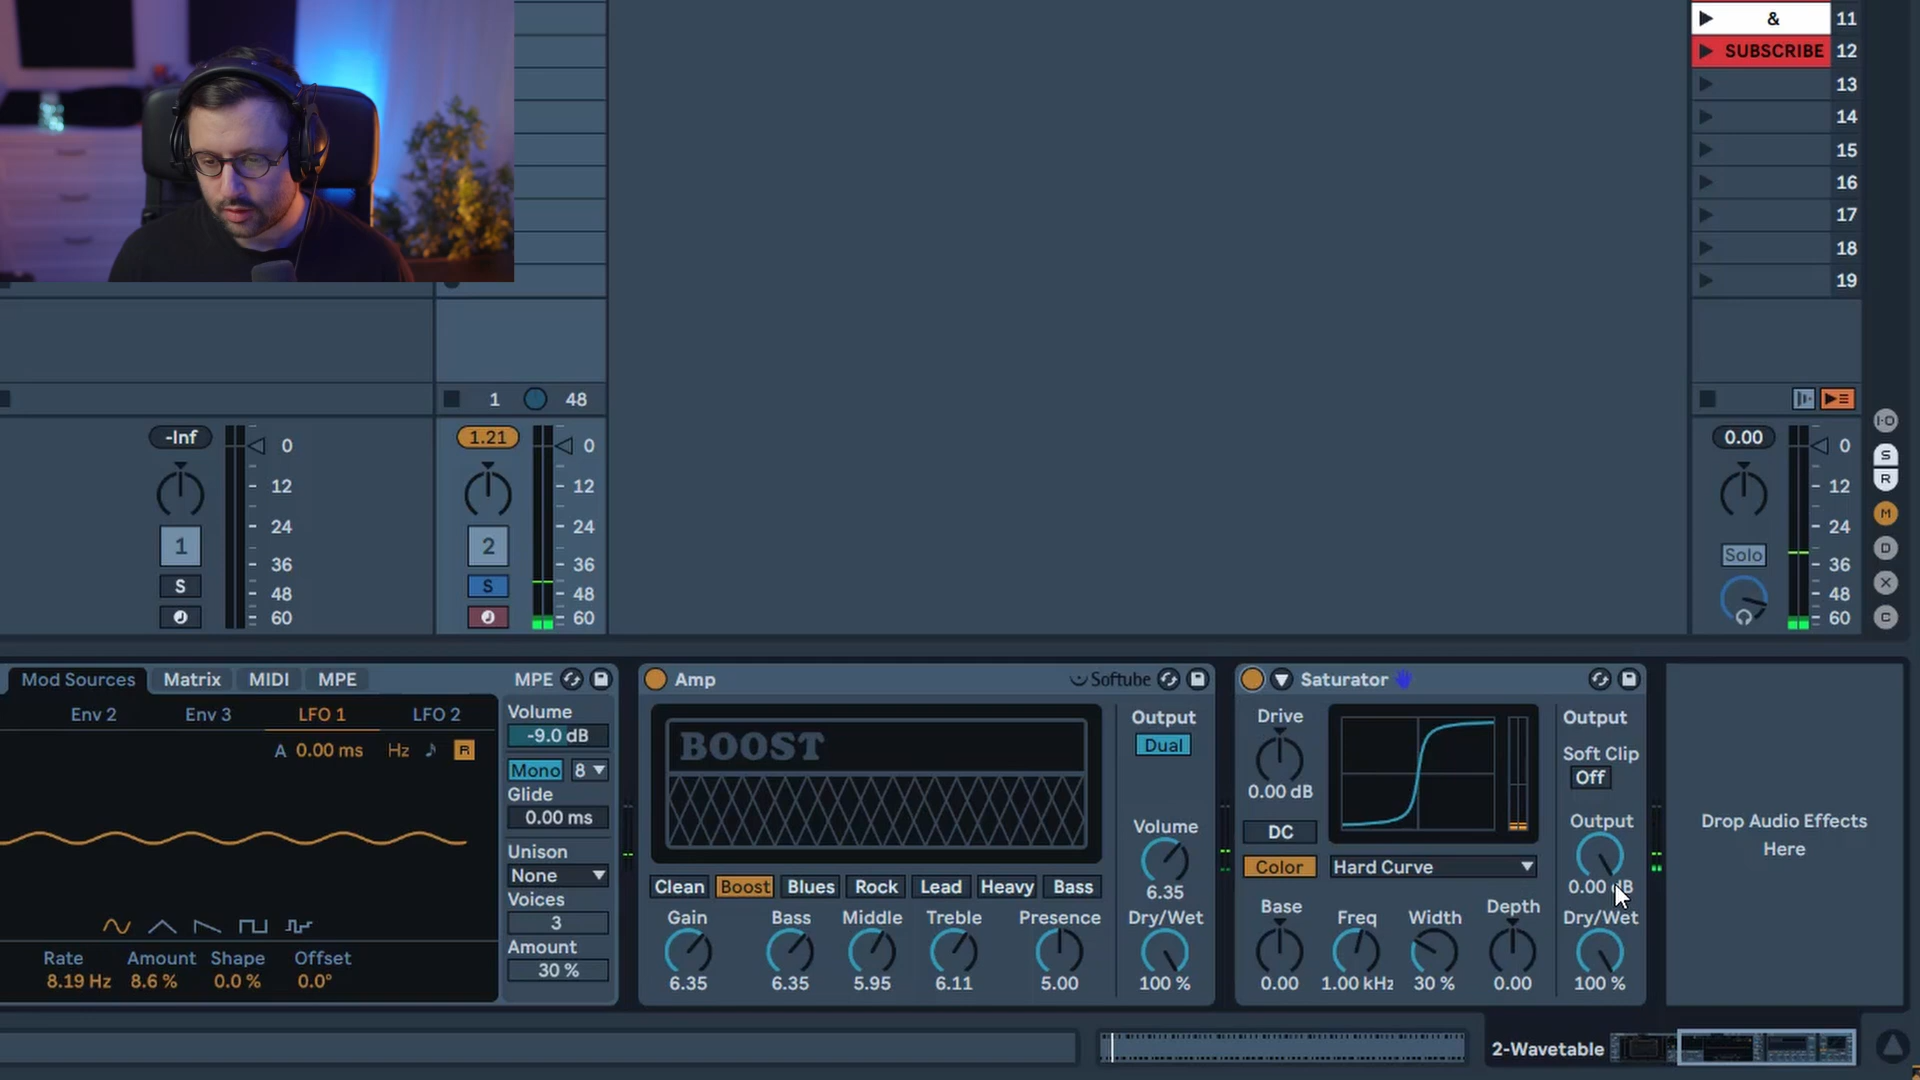 & 11
SUBSCRIBE 12
13
14
15
16
17
18
19
1 48
-Inf 0
12
24
36
48
60
1
S
1.21 0
12
24
36
48
60
2
S
0.00 0
12
24
36
48
60
Solo
I·O
S
R
M
D
X
C
Mod Sources Matrix MIDI MPE
Env 2 Env 3 LFO 1 LFO 2
A 0.00 ms Hz R
Rate Amount Shape Offset
8.19 Hz 8.6 % 0.0 % 0.0°
MPE
Volume
-9.0 dB
Mono 8
Glide
0.00 ms
Unison
None
Voices
3
Amount
30 %
Amp Softube
BOOST
Output
Dual
Volume
6.35
Clean Boost Blues Rock Lead Heavy Bass
Gain Bass Middle Treble Presence Dry/Wet
6.35 6.35 5.95 6.11 5.00 100 %
Saturator
Drive
0.00 dB
DC
Color Hard Curve
Base Freq Width Depth
0.00 1.00 kHz 30 % 0.00
Output
Soft Clip
Off
Output
0.00 dB
Dry/Wet
100 %
Drop Audio Effects
Here
2-Wavetable